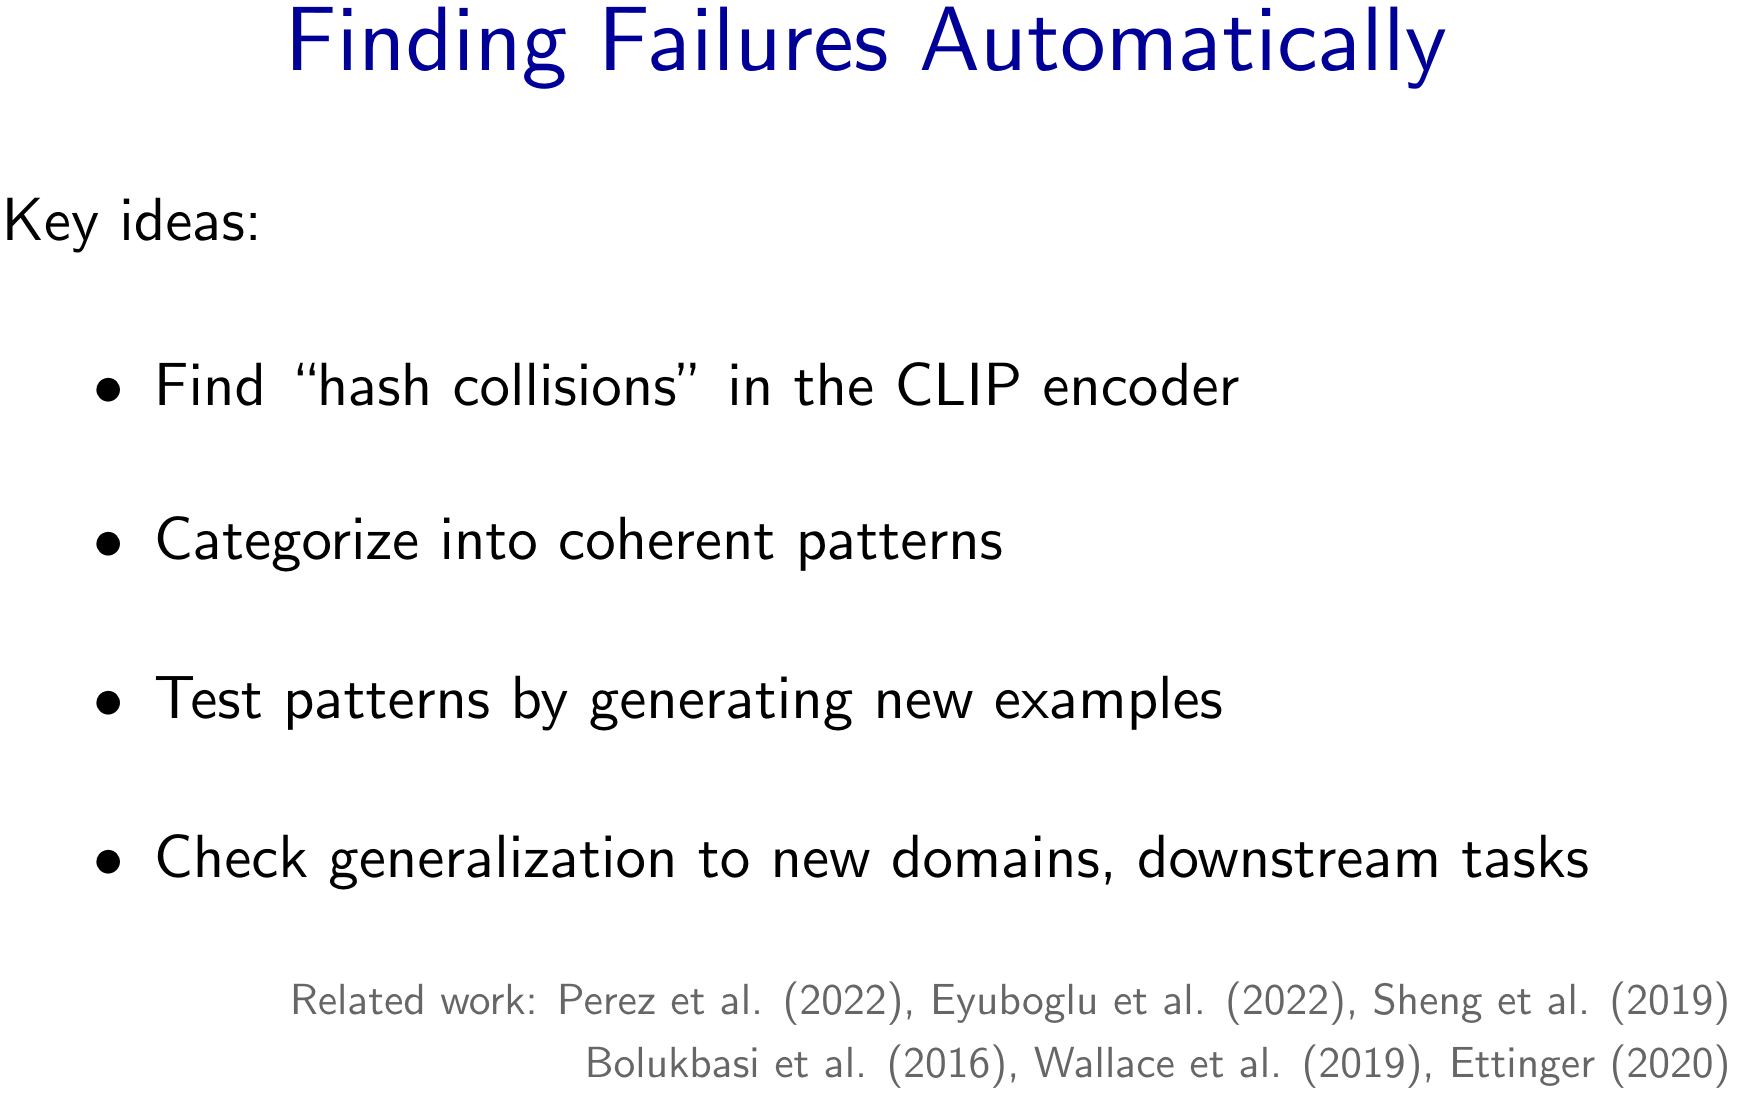 Finding Failures Automatically
Key ideas:
• Find “hash collisions” in the CLIP encoder
• Categorize into coherent patterns
• Test patterns by generating new examples
• Check generalization to new domains, downstream tasks
Related work: Perez et al. (2022), Eyuboglu et al. (2022), Sheng et al. (2019)
Bolukbasi et al. (2016), Wallace et al. (2019), Ettinger (2020)